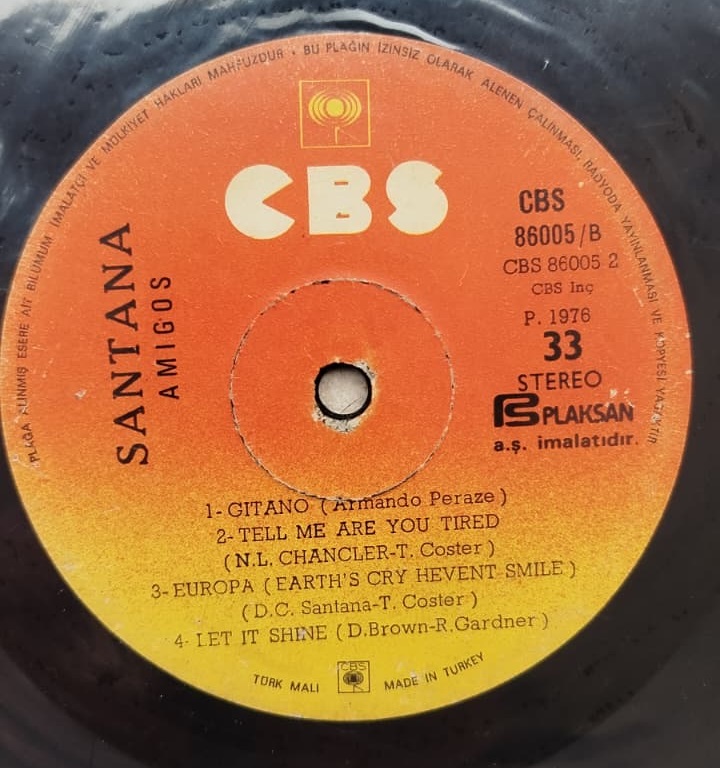 PLAĞA ALINMIŞ ESERE AİT BİLUMUM İMALATÇI VE MÜLKİYET HAKLARI MAHFUZDUR • BU PLAĞIN İZİNSİZ OLARAK ALENEN ÇALINMASI, RADYODA YAYINLANMASI VE KOPYESİ YASAKTIR
CBS
SANTANA
AMIGOS
CBS
86005/B
CBS 86005 2
CBS Inç
P. 1976
33
STEREO
PLAKSAN
a.ş. imalatıdır.
1- GITANO ( Armando Peraze )
2- TELL ME ARE YOU TIRED
( N.L. CHANCLER-T. Coster )
3- EUROPA ( EARTH'S CRY HEVENT SMILE )
( D.C. Santana-T. Coster )
4- LET IT SHINE ( D.Brown-R.Gardner )
TÜRK MALI CBS MADE IN TURKEY